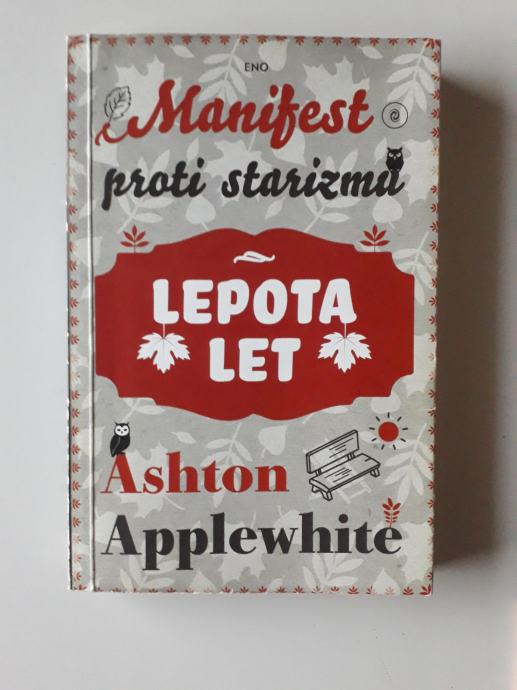 ENO
Manifest
proti starizmu
LEPOTA
LET
Ashton
Applewhite